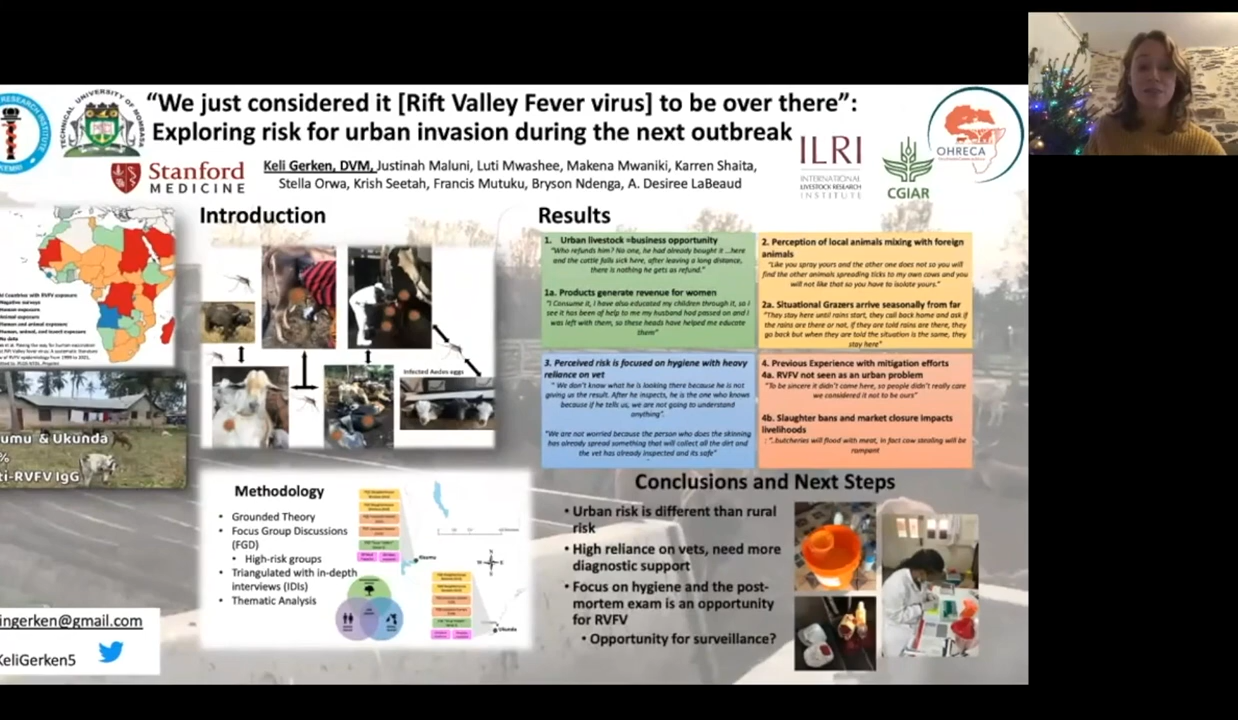 RESEARCH INSTITUTE
TECHNICAL UNIVERSITY OF MOMBASA
"We just considered it [Rift Valley Fever virus] to be over there":
Exploring risk for urban invasion during the next outbreak
Stanford
MEDICINE
Keli Gerken, DVM, Justinah Maluni, Luti Mwashee, Makena Mwaniki, Karren Shaita,
Stella Orwa, Krish Seetah, Francis Mutuku, Bryson Ndenga, A. Desiree LaBeaud
ILRI
INTERNATIONAL
LIVESTOCK RESEARCH
INSTITUTE
CGIAR
OHRECA
Introduction
Infected Aedes eggs
umu & Ukunda
%
ti-RVFV IgG
Methodology
• Grounded Theory
• Focus Group Discussions
(FGD)
• High-risk groups
• Triangulated with in-depth
interviews (IDIs)
• Thematic Analysis
Kisumu
Ukunda
ingerken@gmail.com
KeliGerken5
Results
1. Urban livestock =business opportunity
"Who refunds him? No one, he had already bought it ...here
and the cattle falls sick here, after leaving a long distance,
there is nothing he gets as refund."
1a. Products generate revenue for women
"I Consume it, I have also educated my children through it, so I
see it has been of help to me my husband had passed on and I
was left with them, so these heads have helped me educate
them"
2. Perception of local animals mixing with foreign
animals
"Like you spray yours and the other one does not so you will
find the other animals spreading ticks to my own cows and you
will not like that so you have to isolate yours."
2a. Situational Grazers arrive seasonally from far
"They stay here until rains start, they call back home and ask if
the rains are there or not, if they are told rains are there, they
go back but when they are told the situation is the same, they
stay here"
3. Perceived risk is focused on hygiene with heavy
reliance on vet
" We don't know what he is looking there because he is not
giving us the result. After he inspects, he is the one who knows
because if he tells us, we are not going to understand
anything".
"We are not worried because the person who does the skinning
has already spread something that will collect all the dirt and
the vet has already inspected and its safe"
4. Previous Experience with mitigation efforts
4a. RVFV not seen as an urban problem
"To be sincere it didn't come here, so people didn't really care
we considered it not to be ours"
4b. Slaughter bans and market closure impacts
livelihoods
: "..butcheries will flood with meat, in fact cow stealing will be
rampant
Conclusions and Next Steps
• Urban risk is different than rural
risk
• High reliance on vets, need more
diagnostic support
• Focus on hygiene and the post-
mortem exam is an opportunity
for RVFV
• Opportunity for surveillance?